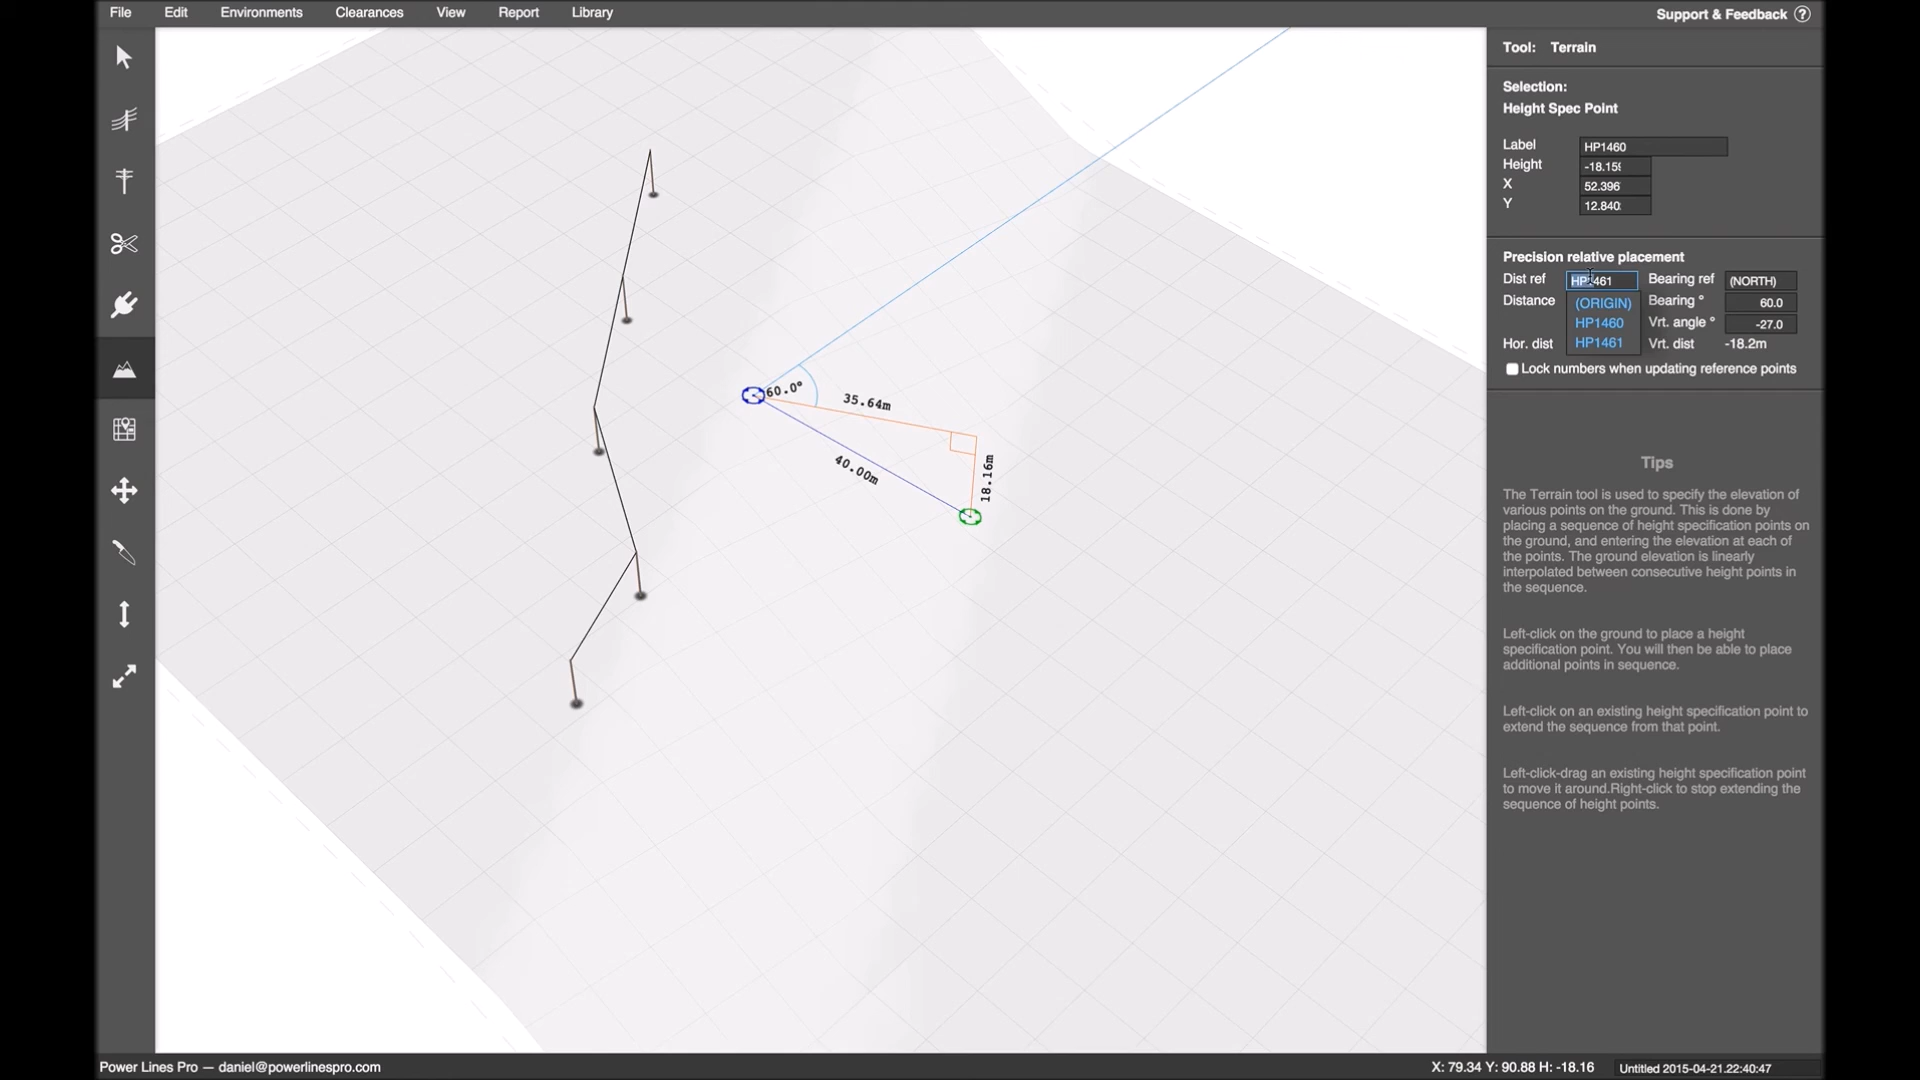 File Edit Environments Clearances View Report Library
Support & Feedback ?
Tool: Terrain
Selection:
Height Spec Point
Label HP1460
Height -18.15
X 52.396
Y 12.840
Precision relative placement
Dist ref HP1461 Bearing ref (NORTH)
Distance (ORIGIN) Bearing ° 60.0
HP1460 Vrt. angle ° -27.0
Hor. dist HP1461 Vrt. dist -18.2m
Lock numbers when updating reference points
60.0°
35.64m
40.00m
18.16m
Tips
The Terrain tool is used to specify the elevation of
various points on the ground. This is done by
placing a sequence of height specification points on
the ground, and entering the elevation at each of
the points. The ground elevation is linearly
interpolated between consecutive height points in
the sequence.
Left-click on the ground to place a height
specification point. You will then be able to place
additional points in sequence.
Left-click on an existing height specification point to
extend the sequence from that point.
Left-click-drag an existing height specification point
to move it around.Right-click to stop extending the
sequence of height points.
Power Lines Pro — daniel@powerlinespro.com
X: 79.34 Y: 90.88 H: -18.16
Untitled 2015-04-21.22:40:47